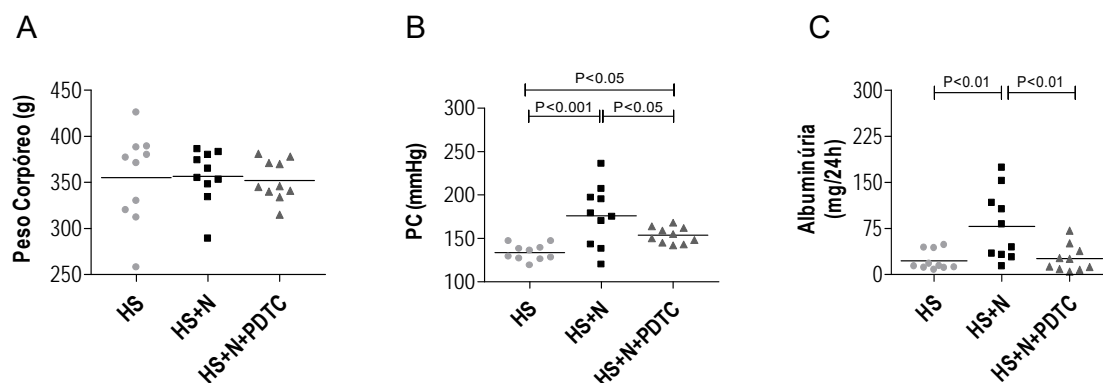 A
B
C
Peso Corpóreo (g)
450
400
350
300
250
HS
HS+N
HS+N+PDTC
PC (mmHg)
P<0.05
P<0.001
P<0.05
300
250
200
150
100
HS
HS+N
HS+N+PDTC
Albuminúria
(mg/24h)
P<0.01
P<0.01
300
225
150
75
0
HS
HS+N
HS+N+PDTC